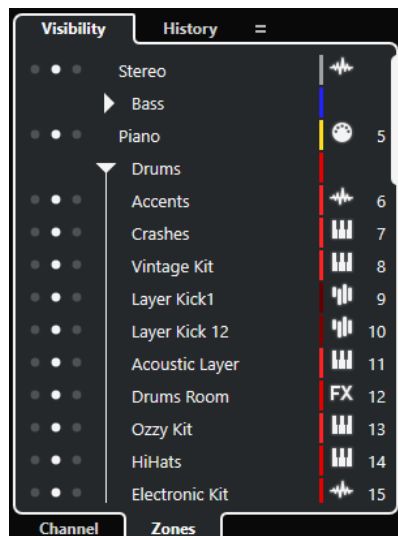 Visibility History
Stereo
Bass
Piano 5
Drums
Accents 6
Crashes 7
Vintage Kit 8
Layer Kick1 9
Layer Kick 12 10
Acoustic Layer 11
Drums Room FX 12
Ozzy Kit 13
HiHats 14
Electronic Kit 15
Channel Zones